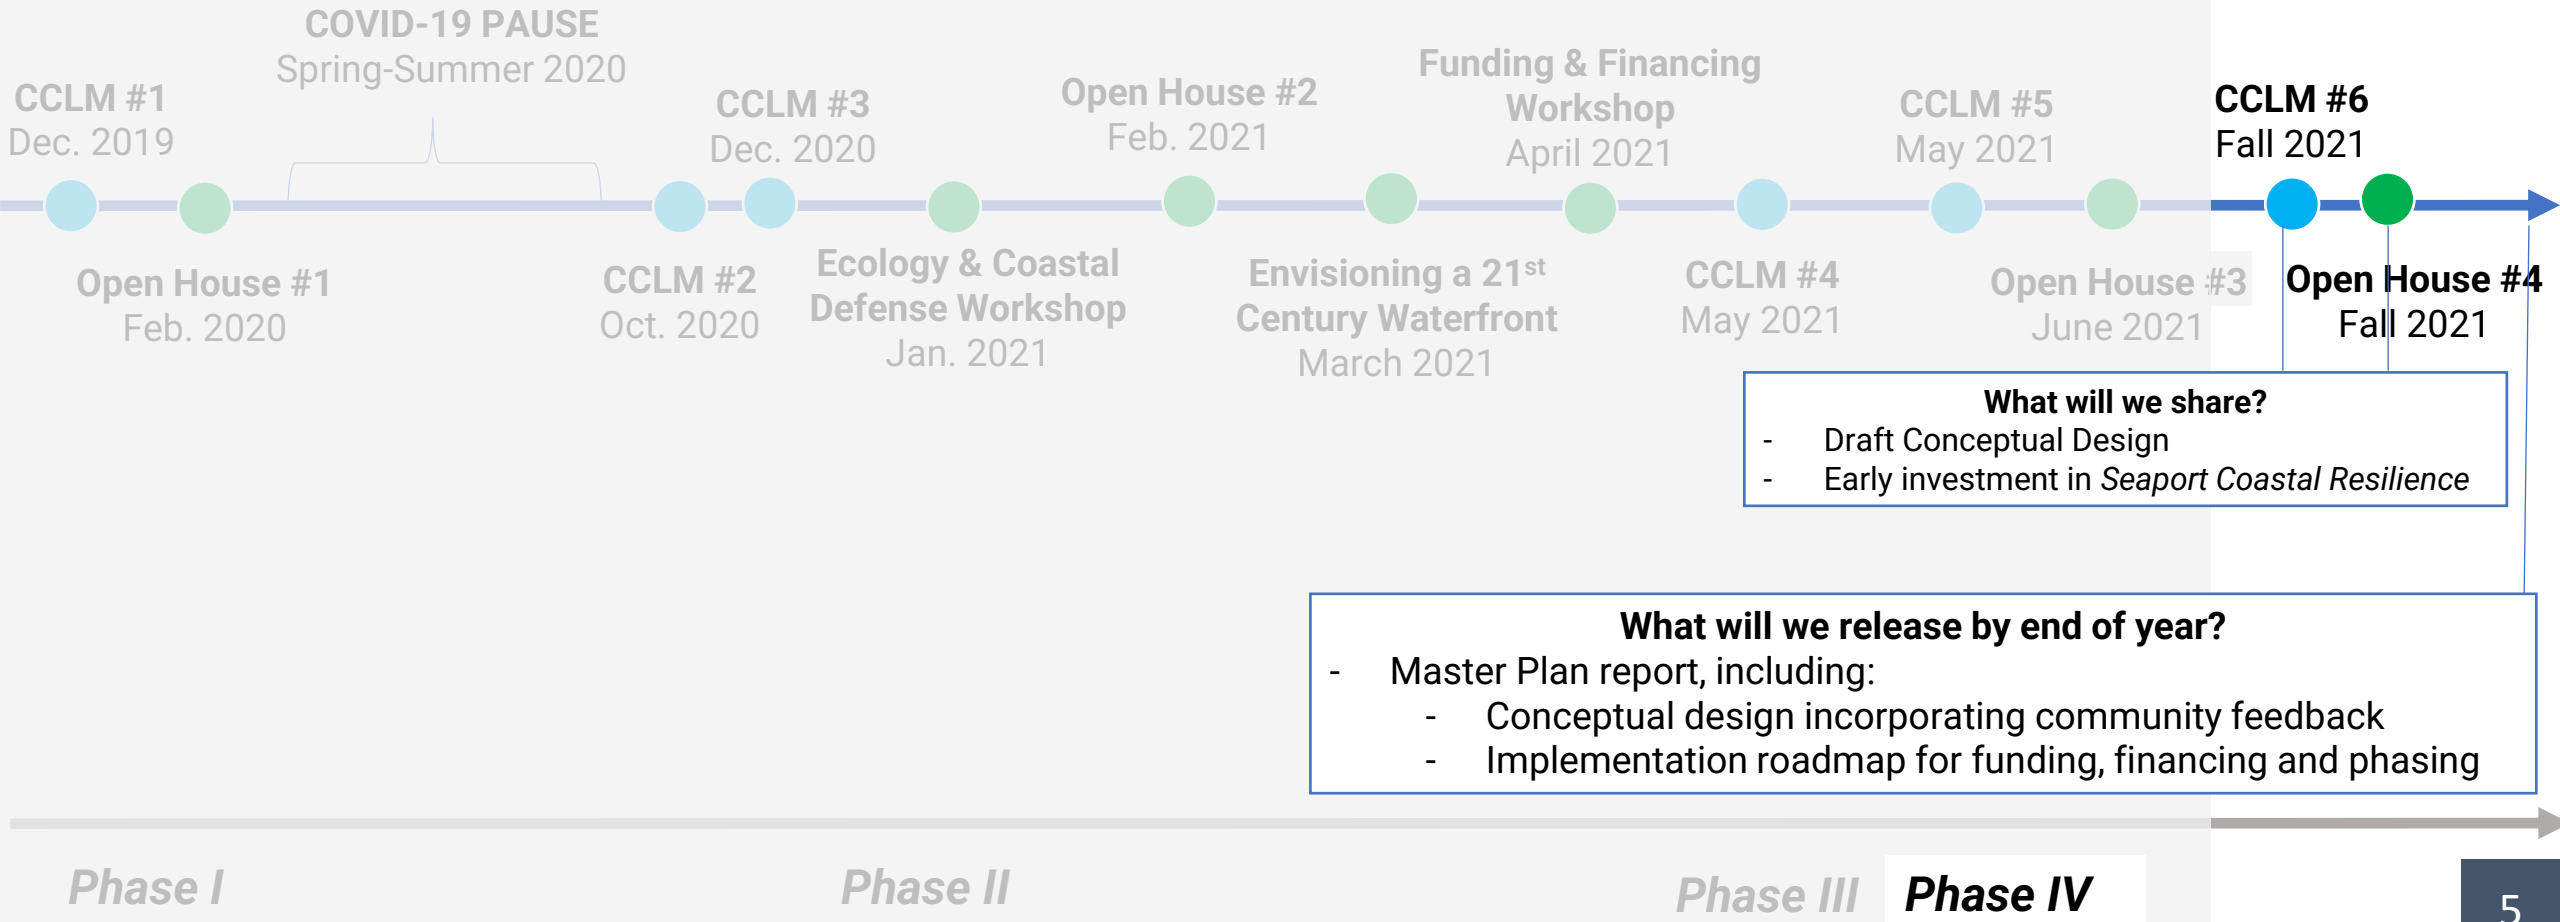 COVID-19 PAUSE
Spring-Summer 2020
CCLM #1
Dec. 2019
Open House #1
Feb. 2020
CCLM #2
Oct. 2020
CCLM #3
Dec. 2020
Ecology & Coastal
Defense Workshop
Jan. 2021
Open House #2
Feb. 2021
Envisioning a 21st
Century Waterfront
March 2021
Funding & Financing
Workshop
April 2021
CCLM #4
May 2021
CCLM #5
May 2021
Open House #3
June 2021
CCLM #6
Fall 2021
Open House #4
Fall 2021
What will we share?
- Draft Conceptual Design
- Early investment in Seaport Coastal Resilience
What will we release by end of year?
- Master Plan report, including:
- Conceptual design incorporating community feedback
- Implementation roadmap for funding, financing and phasing
Phase I
Phase II
Phase III
Phase IV
5